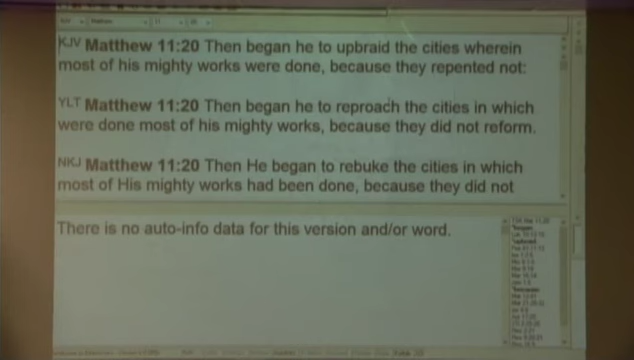 KJV Matthew 11:20 Then began he to upbraid the cities wherein
most of his mighty works were done, because they repented not:
YLT Matthew 11:20 Then began he to reproach the cities in which
were done most of his mighty works, because they did not reform.
NKJ Matthew 11:20 Then He began to rebuke the cities in which
most of His mighty works had been done, because they did not
There is no auto-info data for this version and/or word.